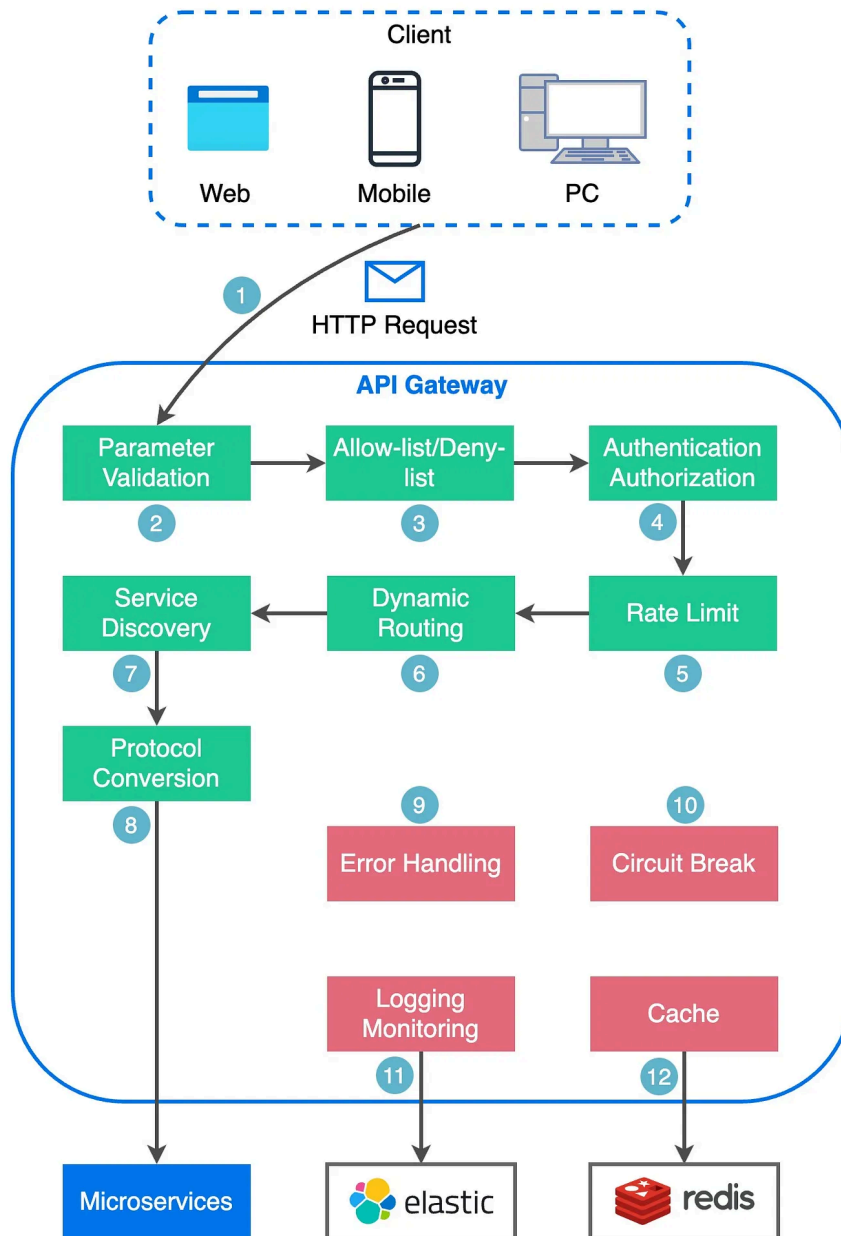 Client
Web
Mobile
PC
1
HTTP Request
API Gateway
Parameter
Validation
Allow-list/Deny-
list
Authentication
Authorization
2
3
4
Service
Discovery
Dynamic
Routing
Rate Limit
7
6
5
Protocol
Conversion
8
9
10
Error Handling
Circuit Break
Logging
Monitoring
Cache
11
12
Microservices
elastic
redis